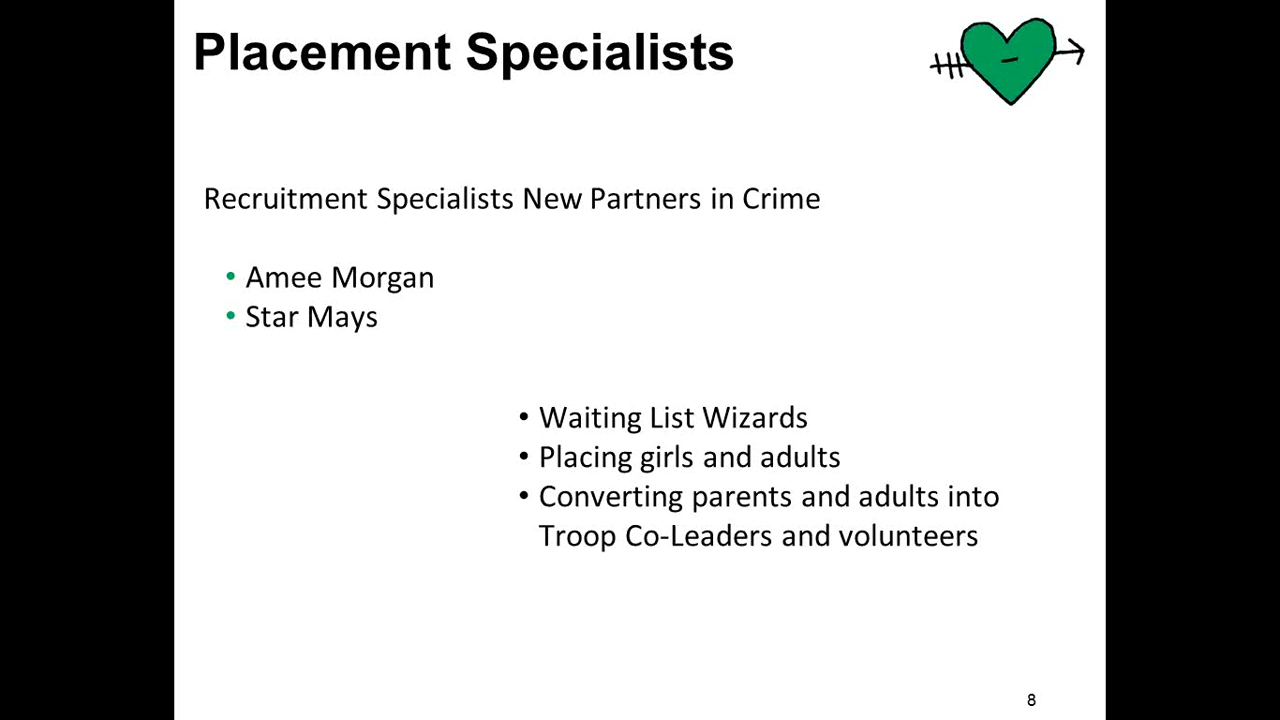 Placement Specialists
Recruitment Specialists New Partners in Crime
• Amee Morgan
• Star Mays
• Waiting List Wizards
• Placing girls and adults
• Converting parents and adults into
Troop Co-Leaders and volunteers
8